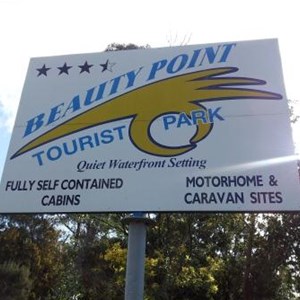 BEAUTY POINT
TOURIST PARK
Quiet Waterfront Setting
FULLY SELF CONTAINED
CABINS
MOTORHOME &
CARAVAN SITES